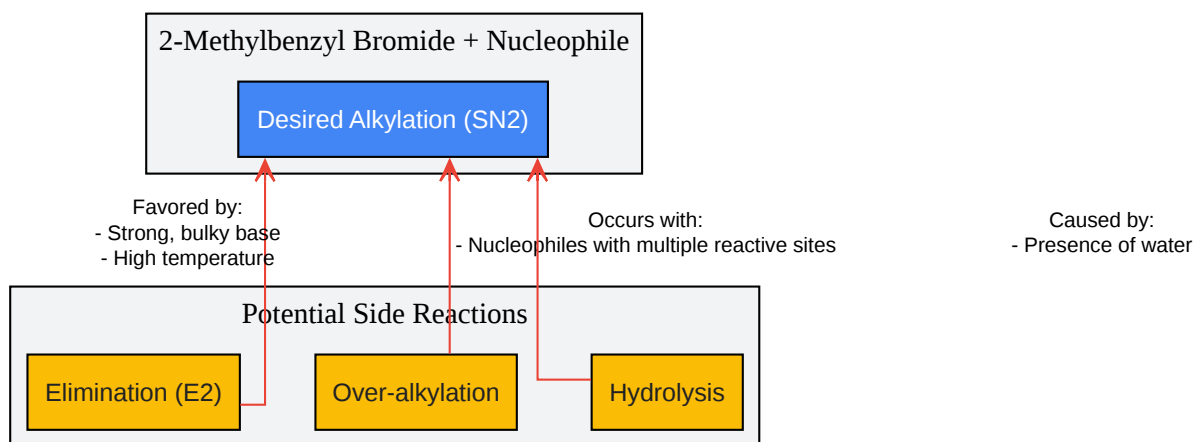 2-Methylbenzyl Bromide + Nucleophile
Desired Alkylation (SN2)
Favored by:
- Strong, bulky base
- High temperature
Occurs with:
- Nucleophiles with multiple reactive sites
Caused by:
- Presence of water
Potential Side Reactions
Elimination (E2)
Over-alkylation
Hydrolysis